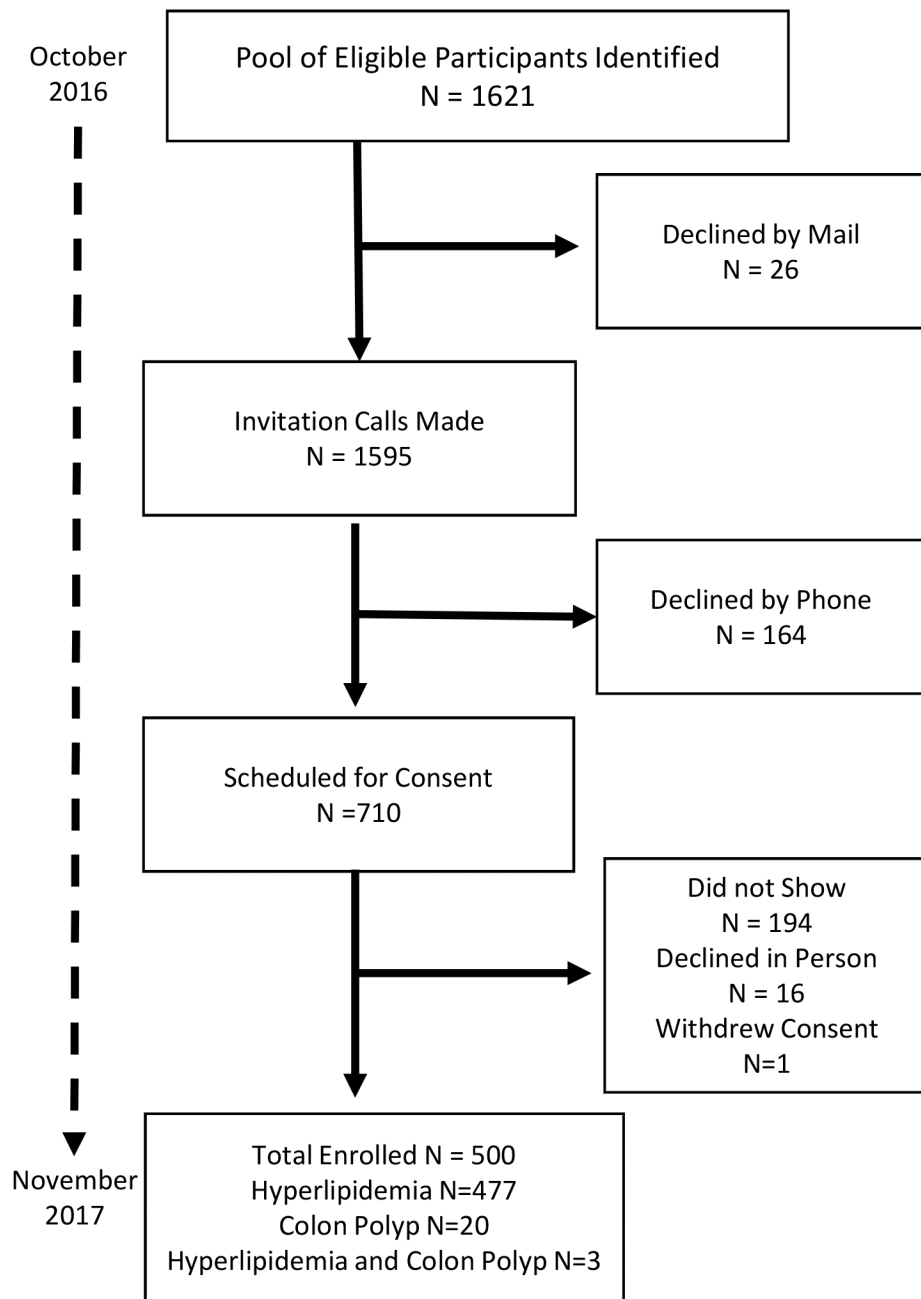 October
2016
Pool of Eligible Participants Identified
N = 1621
Declined by Mail
N = 26
Invitation Calls Made
N = 1595
Declined by Phone
N = 164
Scheduled for Consent
N =710
Did not Show
N = 194
Declined in Person
N = 16
Withdrew Consent
N=1
Total Enrolled N = 500
Hyperlipidemia N=477
Colon Polyp N=20
Hyperlipidemia and Colon Polyp N=3
November
2017